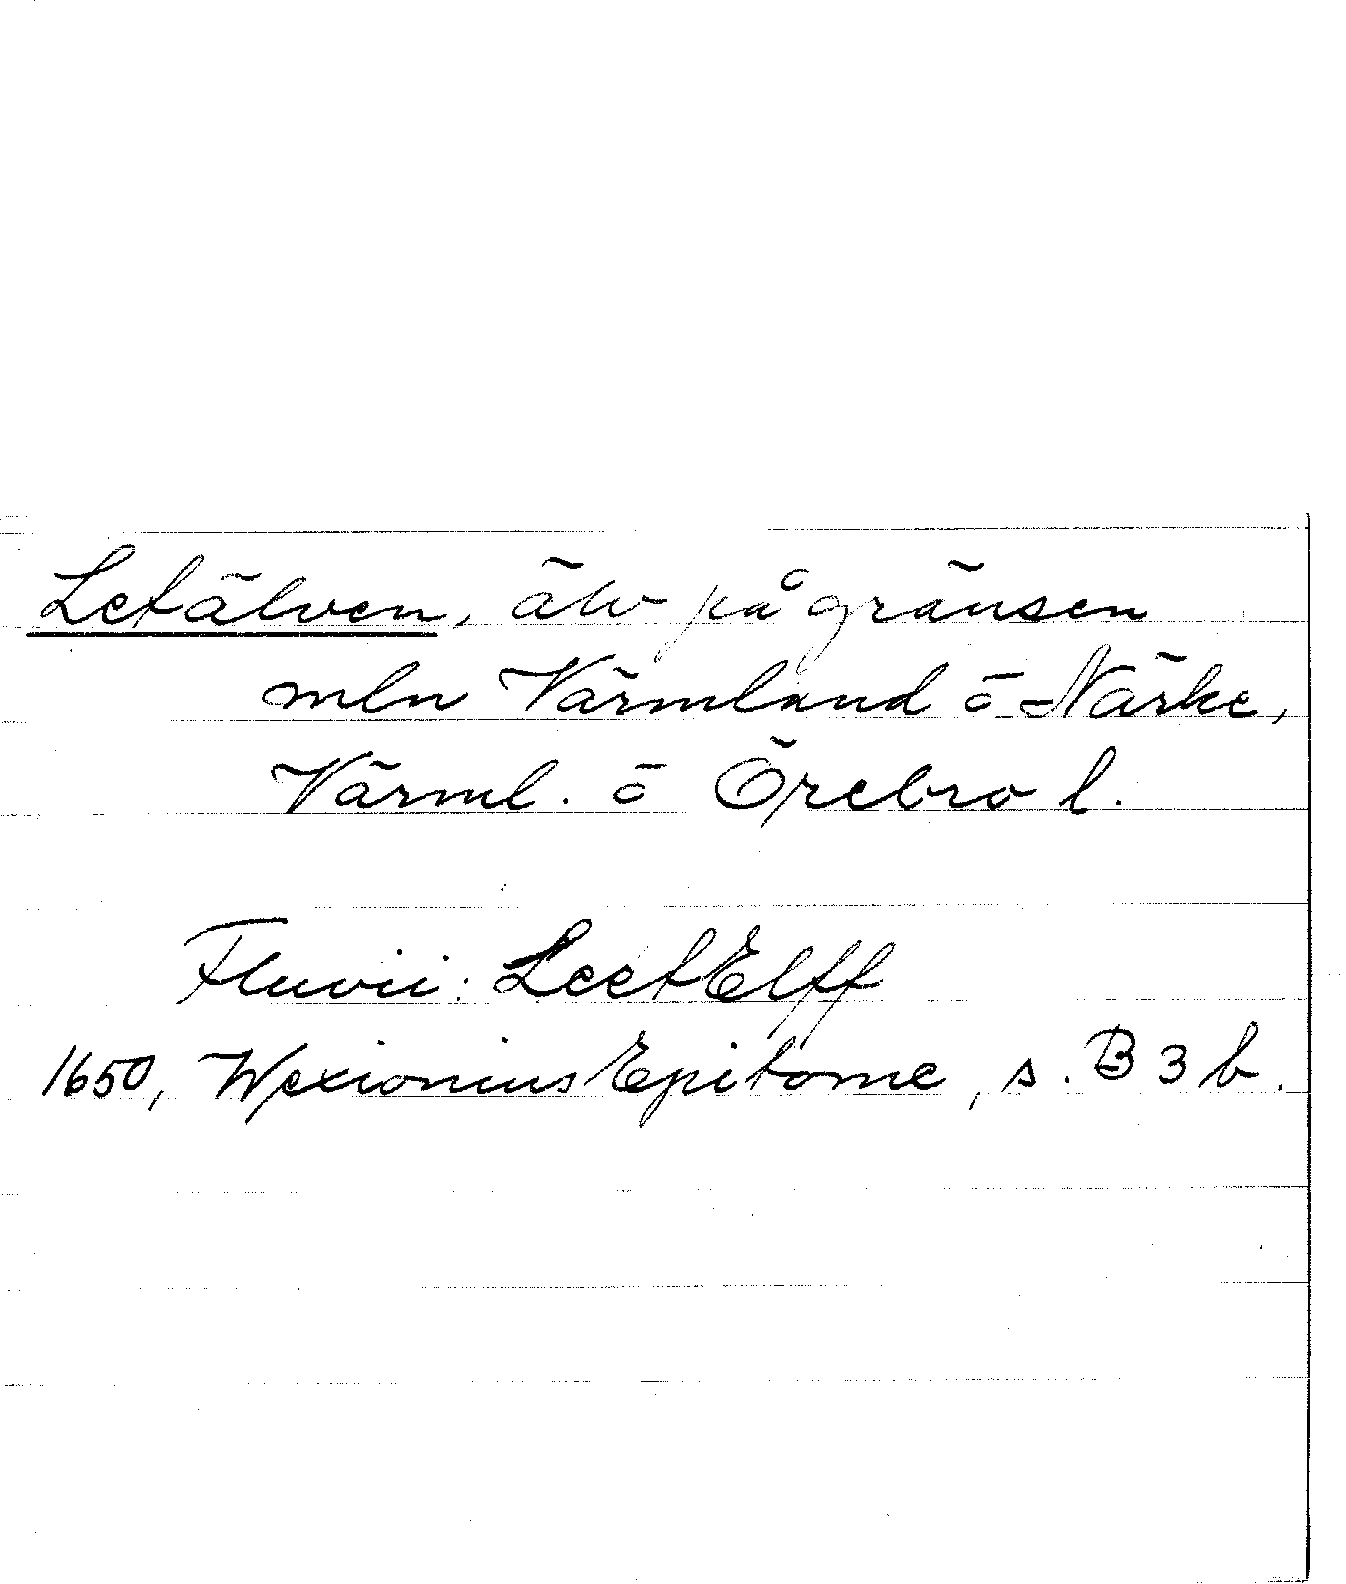 Letälven, älv på gränsen
mln Värmland ö Närke,
Värml. ö Örebro l.
Fluvii: LeetElff
1650, Wexionius Epitome, s. B 3 b.